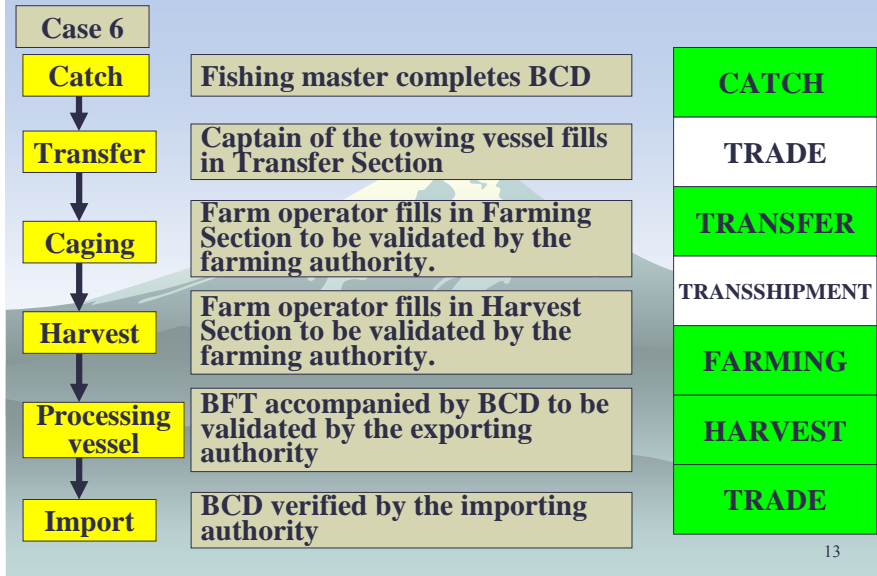 Case 6
Catch
Fishing master completes BCD
Transfer
Captain of the towing vessel fills
in Transfer Section
Caging
Farm operator fills in Farming
Section to be validated by the
farming authority.
Harvest
Farm operator fills in Harvest
Section to be validated by the
farming authority.
Processing
vessel
BFT accompanied by BCD to be
validated by the exporting
authority
Import
BCD verified by the importing
authority
CATCH
TRADE
TRANSFER
TRANSSHIPMENT
FARMING
HARVEST
TRADE
13